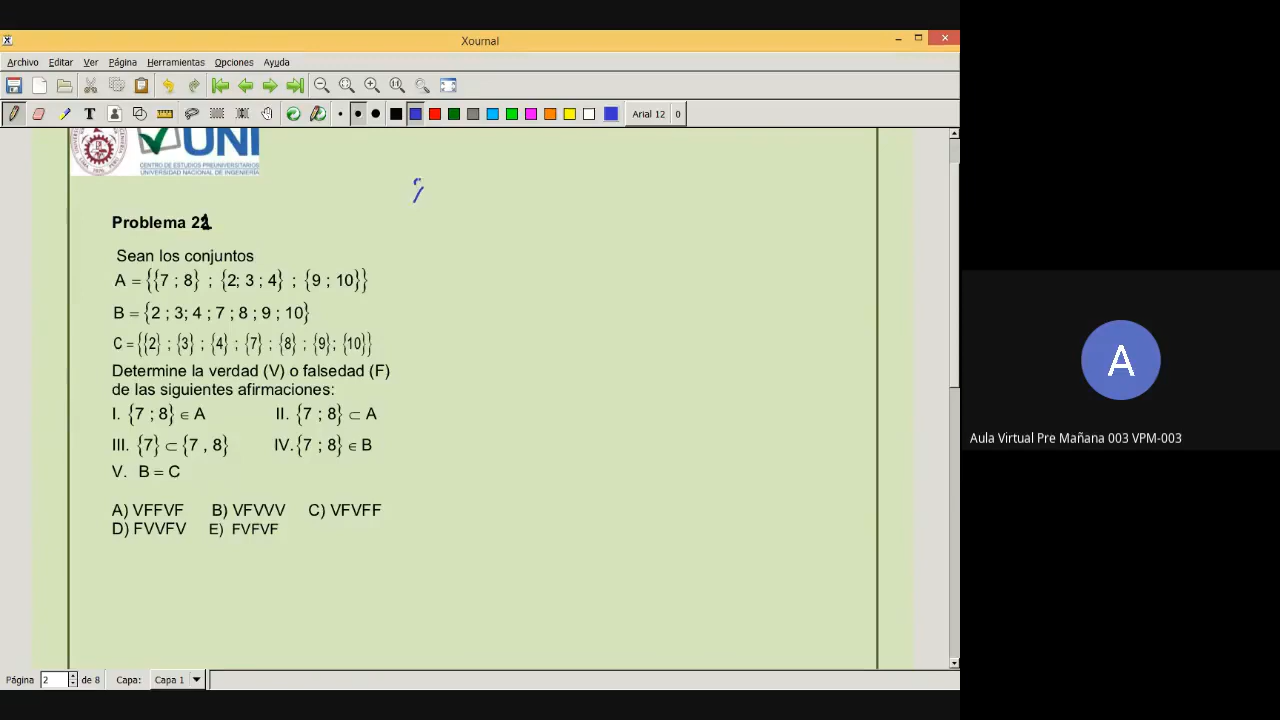 Xournal
Archivo Editar Ver Página Herramientas Opciones Ayuda
Arial 12 0
UNI
CENTRO DE ESTUDIOS PREUNIVERSITARIOS
UNIVERSIDAD NACIONAL DE INGENIERÍA
Problema 22
Sean los conjuntos
A = {{7 ; 8} ; {2; 3 ; 4} ; {9 ; 10}}
B = {2 ; 3; 4 ; 7 ; 8 ; 9 ; 10}
C = {{2} ; {3} ; {4} ; {7} ; {8} ; {9}; {10}}
Determine la verdad (V) o falsedad (F)
de las siguientes afirmaciones:
I. {7 ; 8} ∈ A II. {7 ; 8} ⊂ A
III. {7} ⊂ {7 , 8} IV. {7 ; 8} ∈ B
V. B = C
A) VFFVF B) VFVVV C) VFVFF
D) FVVFV E) FVFVF
Página 2 de 8 Capa: Capa 1
A
Aula Virtual Pre Mañana 003 VPM-003